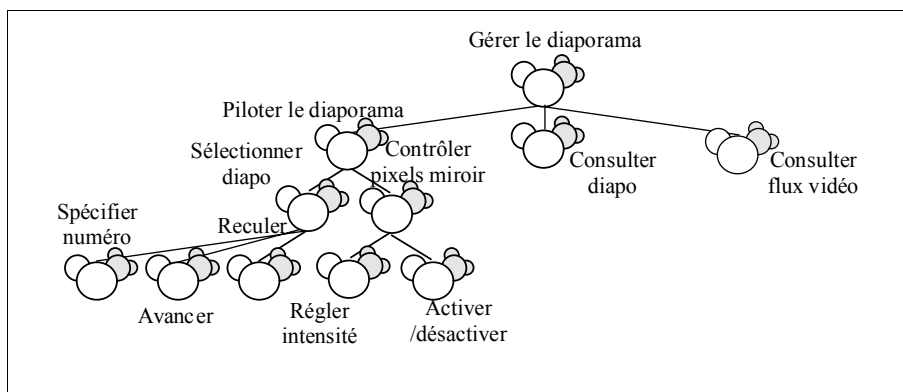 Gérer le diaporama
Piloter le diaporama
Sélectionner
diapo
Contrôler
pixels miroir
Consulter
diapo
Consulter
flux vidéo
Spécifier
numéro
Reculer
Avancer
Régler
intensité
Activer
/désactiver